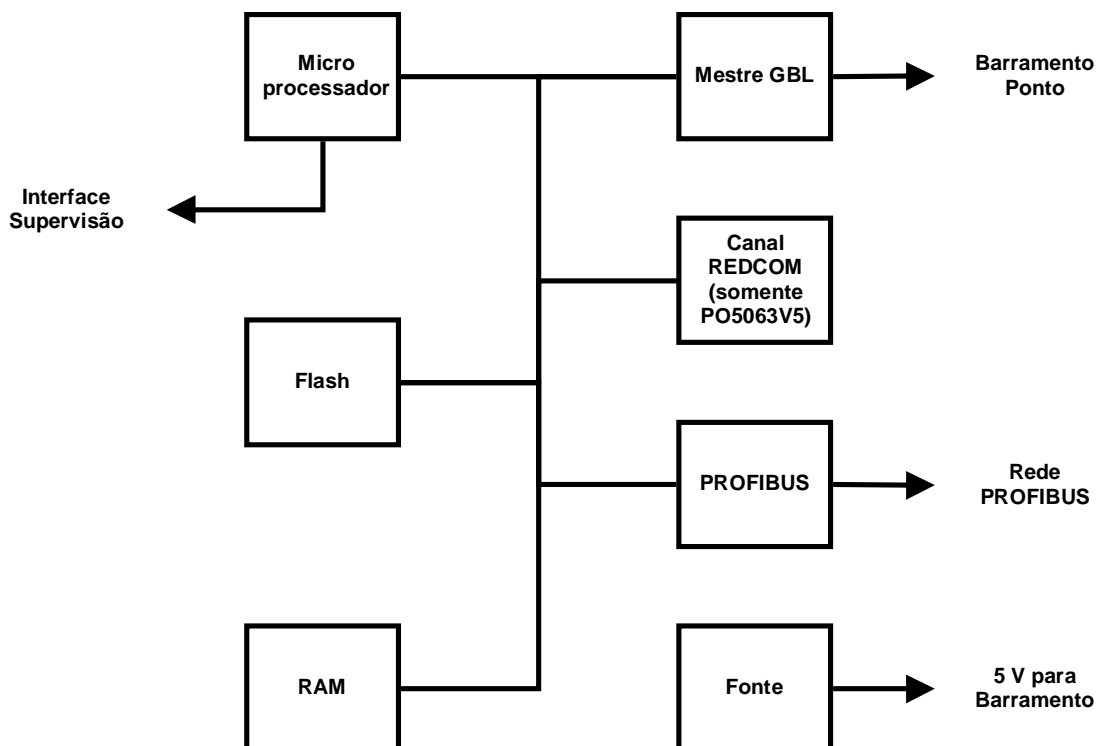 Micro
processador
Mestre GBL
Barramento
Ponto
Interface
Supervisão
Canal
REDCOM
(somente
PO5063V5)
Flash
PROFIBUS
Rede
PROFIBUS
RAM
Fonte
5 V para
Barramento